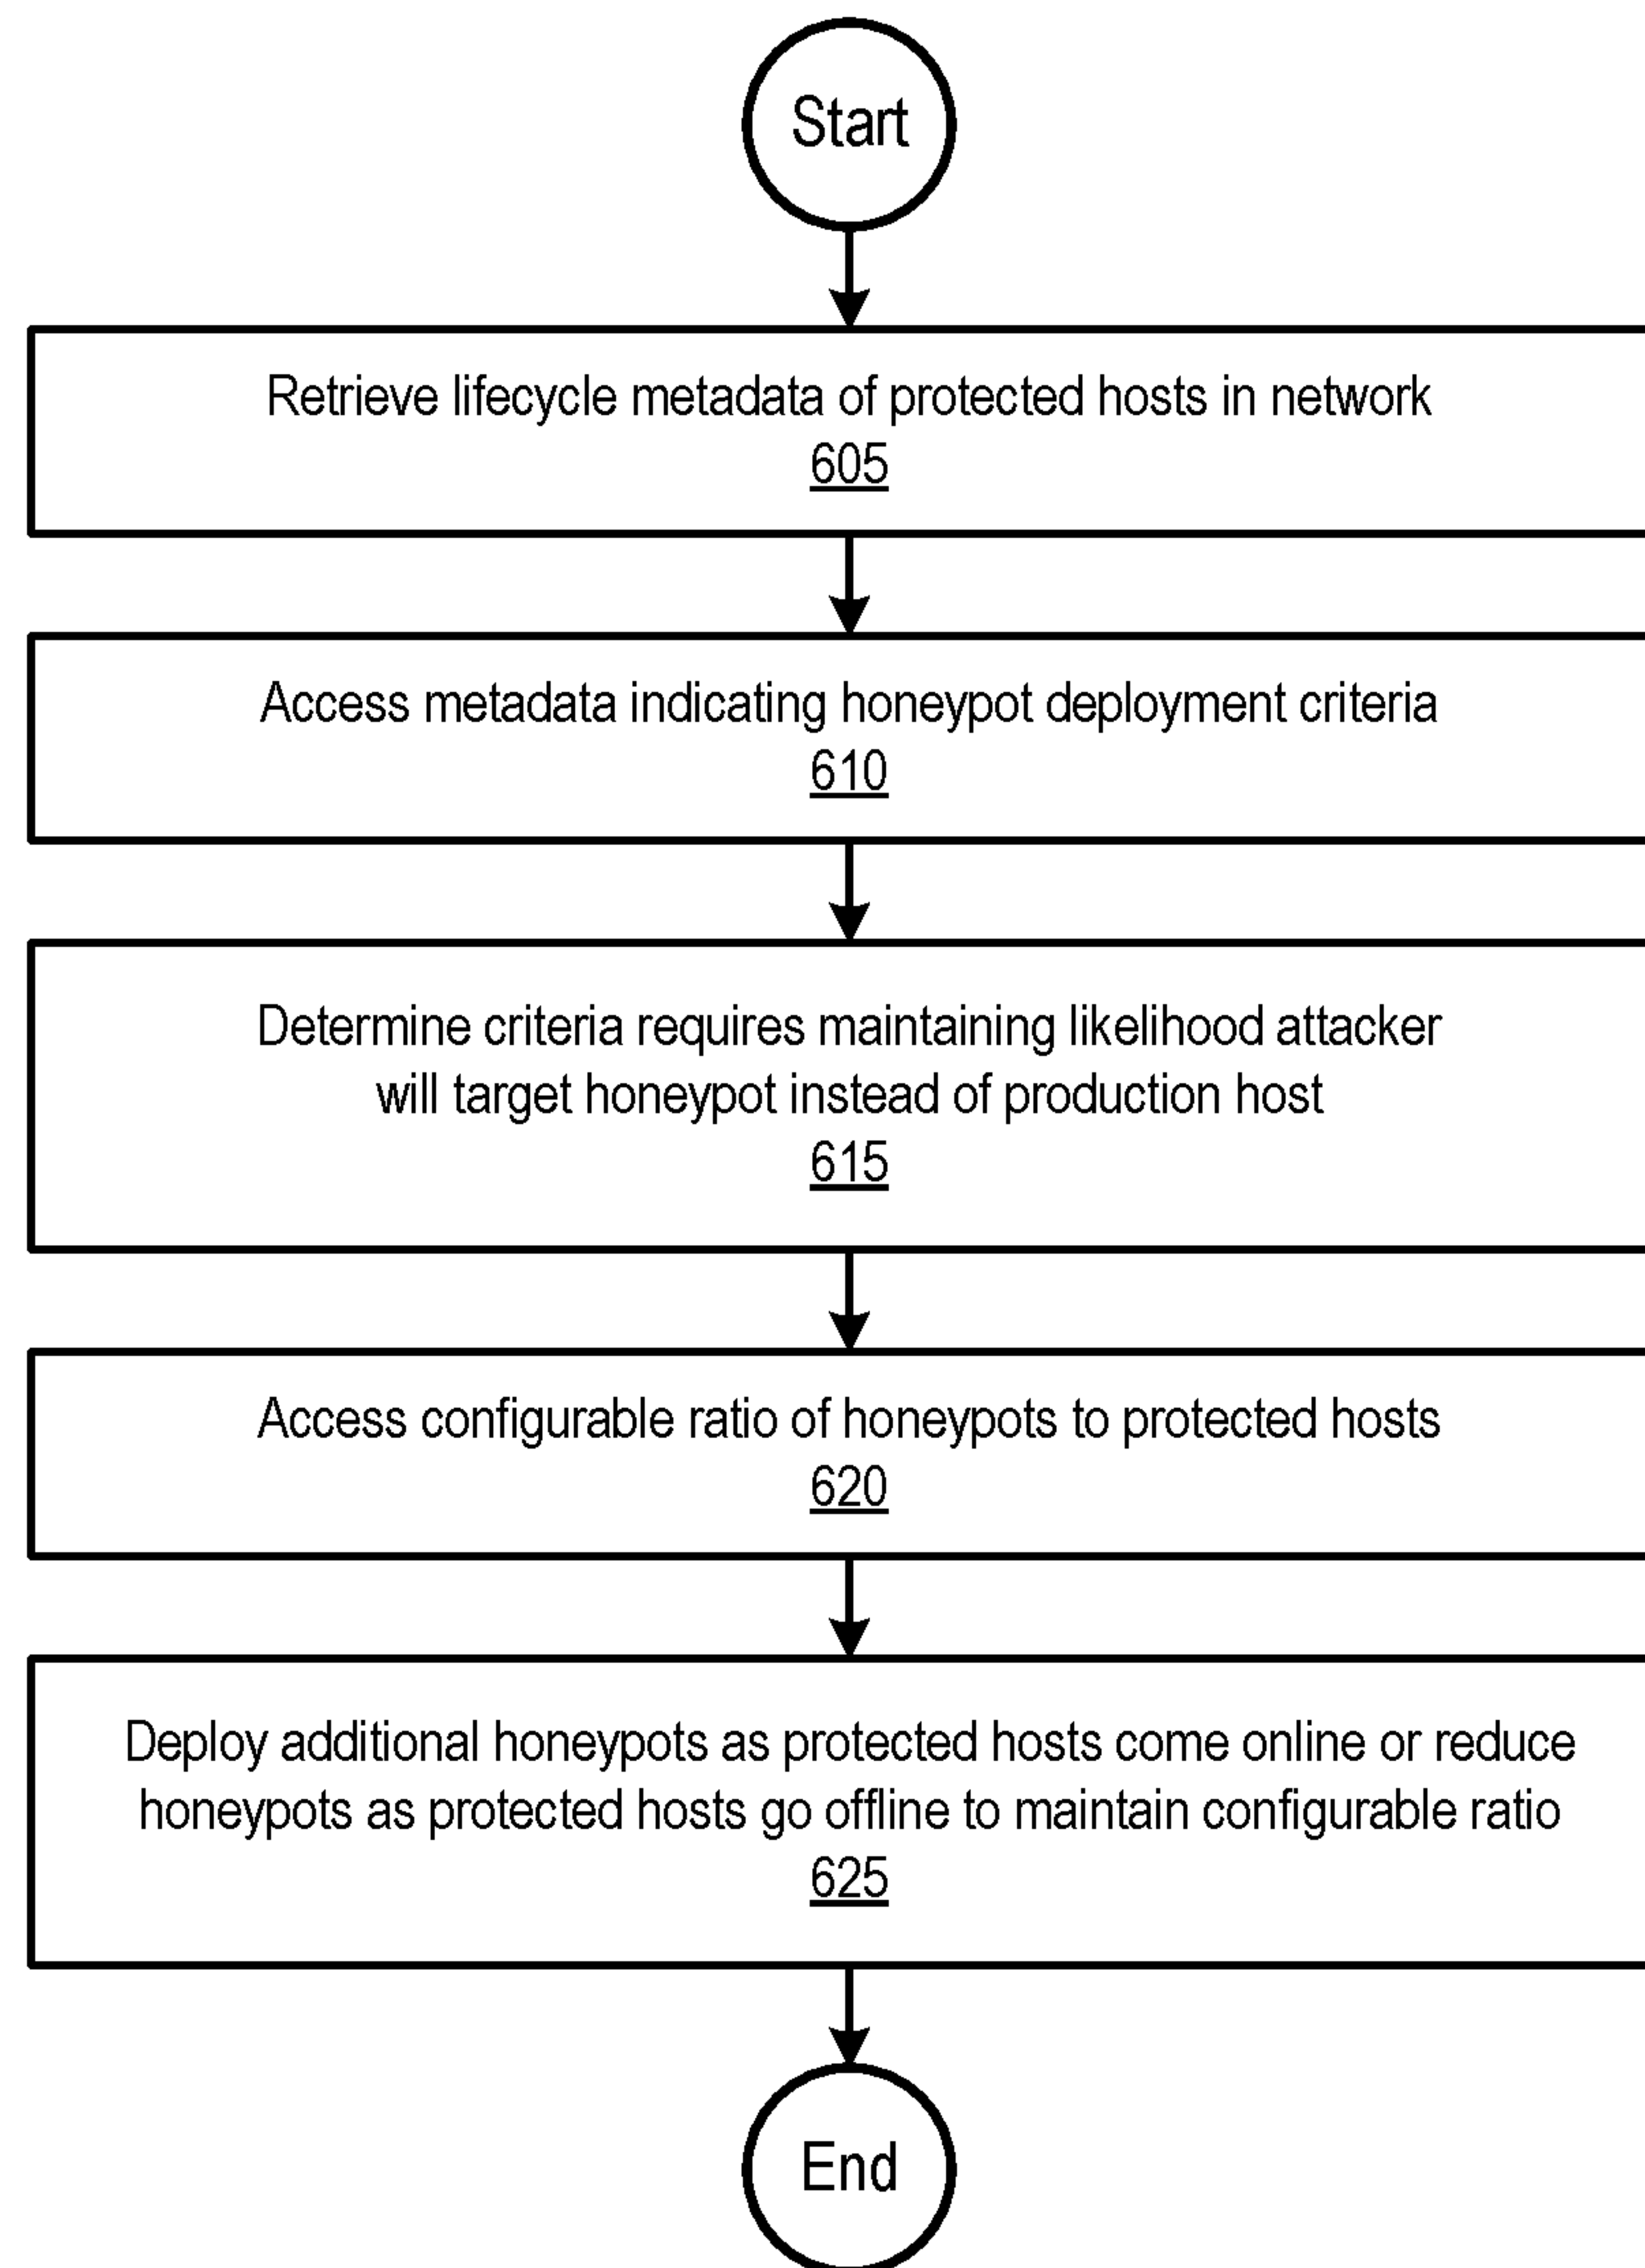 Start
Retrieve lifecycle metadata of protected hosts in network
605
Access metadata indicating honeypot deployment criteria
610
Determine criteria requires maintaining likelihood attacker
will target honeypot instead of production host
615
Access configurable ratio of honeypots to protected hosts
620
Deploy additional honeypots as protected hosts come online or reduce
honeypots as protected hosts go offline to maintain configurable ratio
625
End